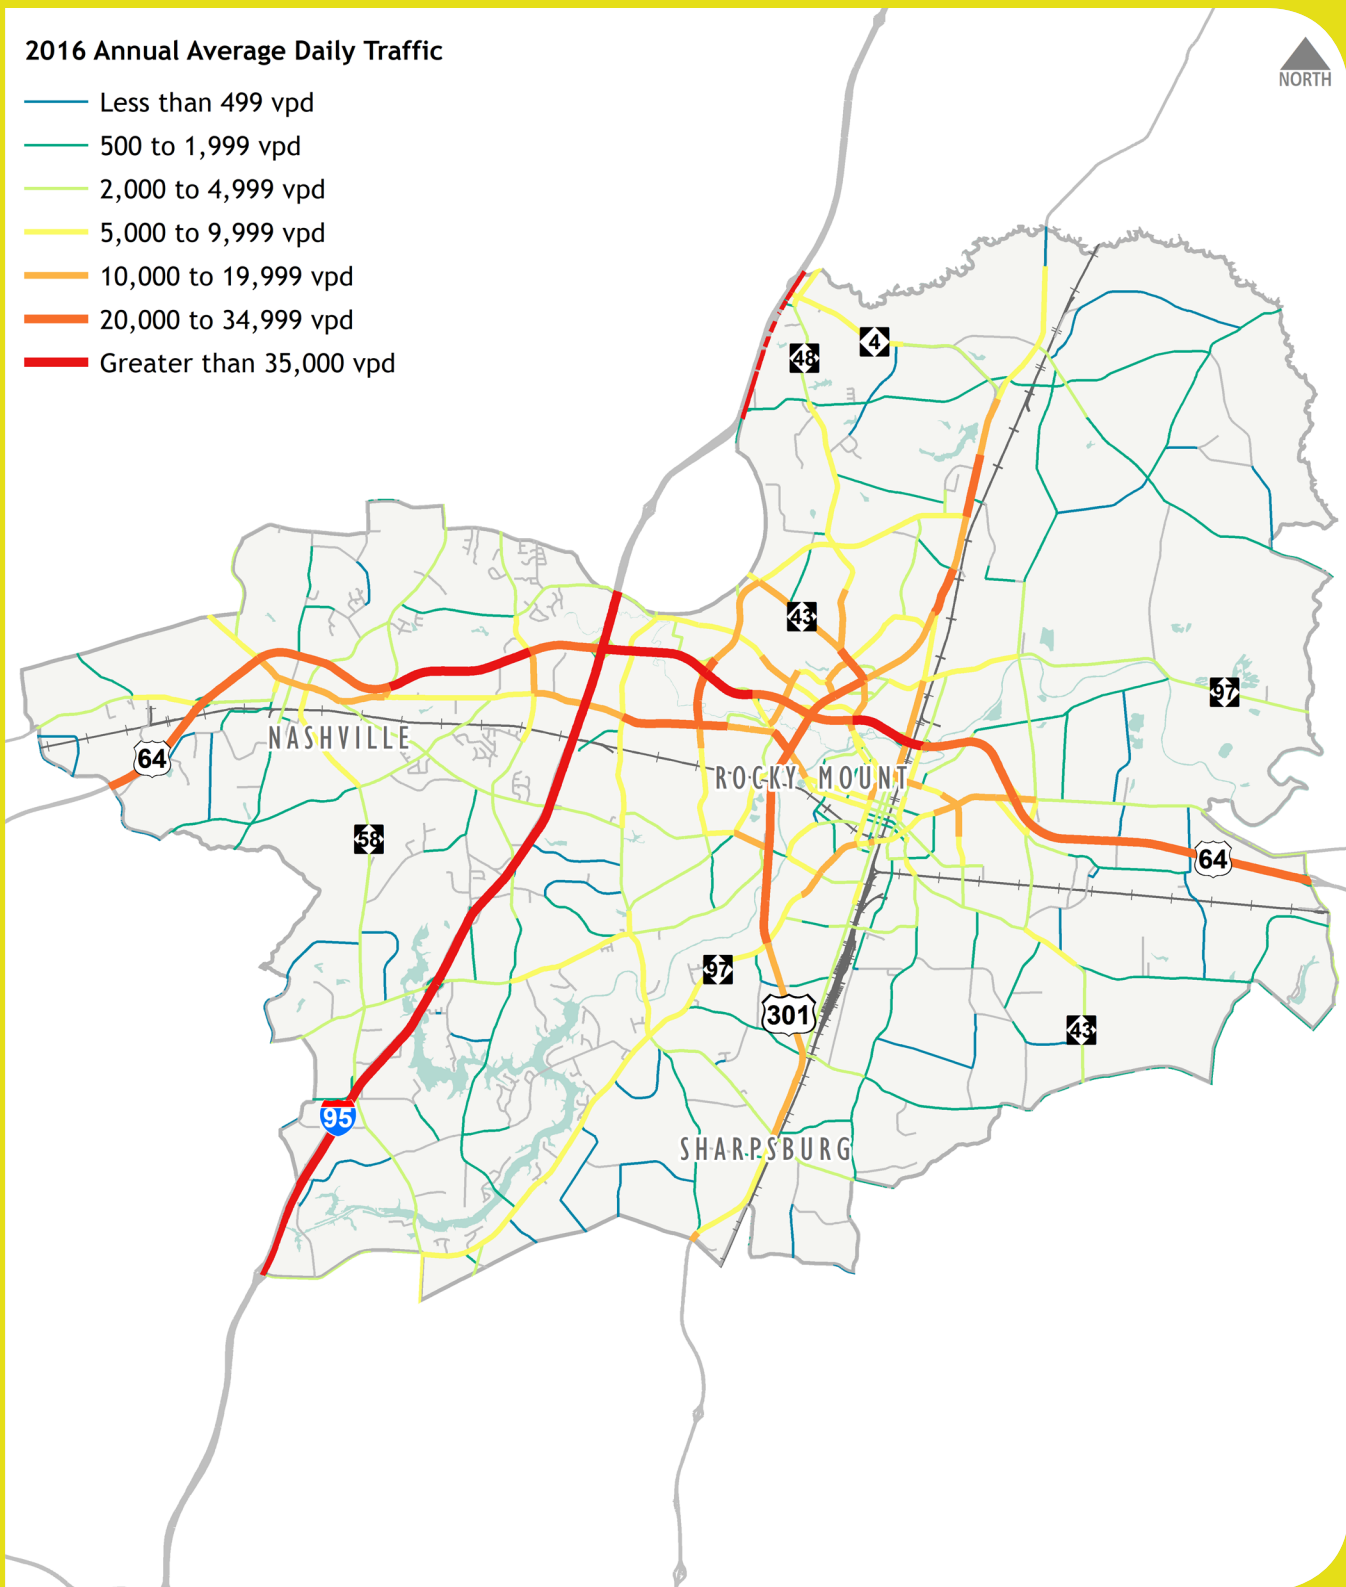 2016 Annual Average Daily Traffic
Less than 499 vpd
500 to 1,999 vpd
2,000 to 4,999 vpd
5,000 to 9,999 vpd
10,000 to 19,999 vpd
20,000 to 34,999 vpd
Greater than 35,000 vpd
NORTH
4
48
43
97
NASHVILLE
64
ROCKY MOUNT
58
64
97
301
43
95
SHARPSBURG